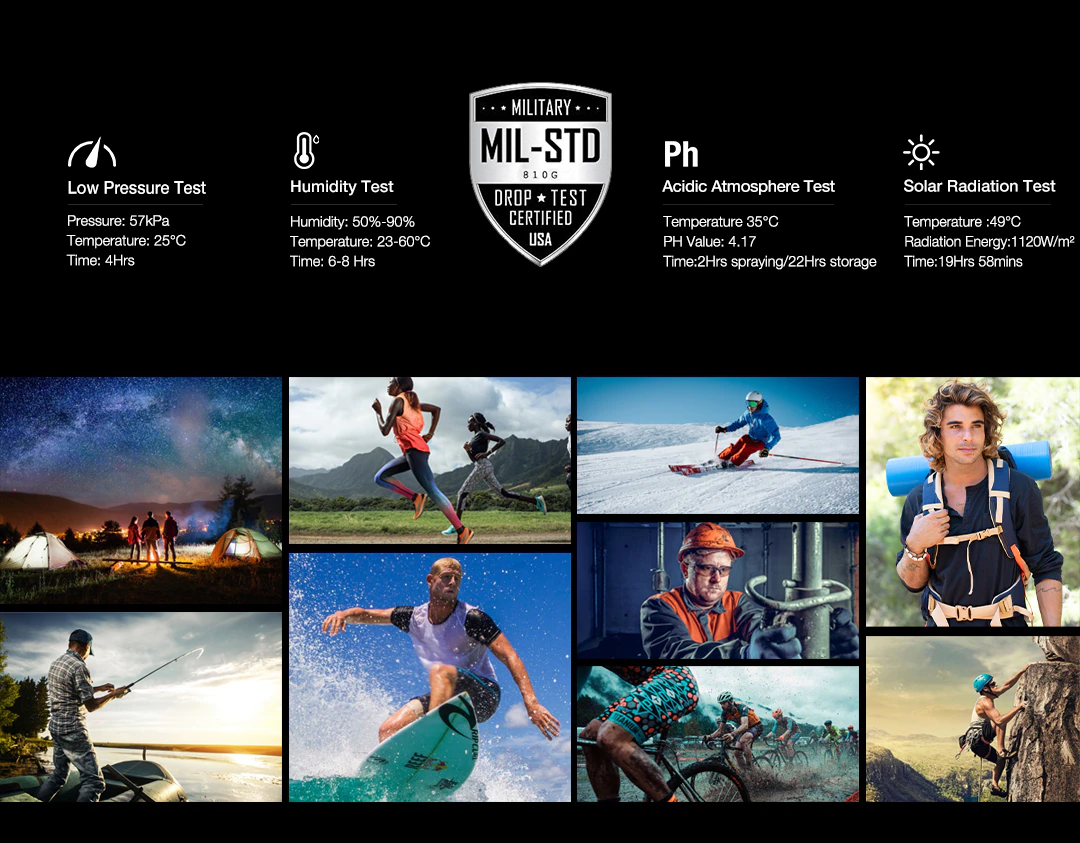 Low Pressure Test
Pressure: 57kPa
Temperature: 25°C
Time: 4Hrs
Humidity Test
Humidity: 50%-90%
Temperature: 23-60°C
Time: 6-8 Hrs
MILITARY
MIL-STD
810G
DROP ★ TEST
CERTIFIED
USA
Ph
Acidic Atmosphere Test
Temperature 35°C
PH Value: 4.17
Time:2Hrs spraying/22Hrs storage
Solar Radiation Test
Temperature :49°C
Radiation Energy:1120W/m²
Time:19Hrs 58mins
RIP CURL